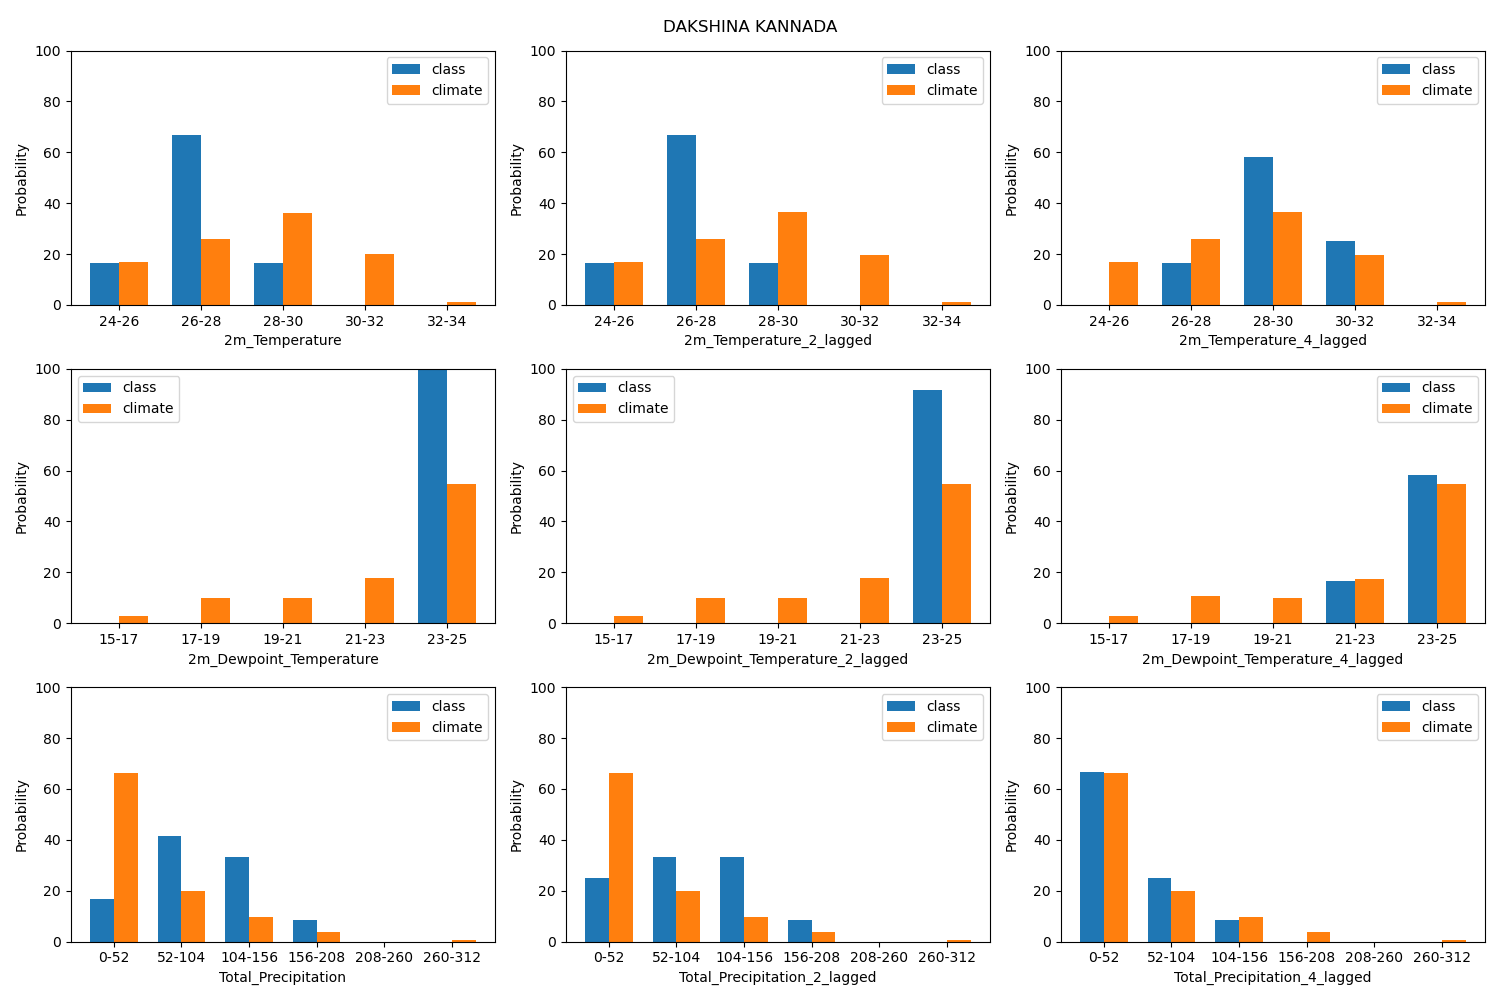 DAKSHINA KANNADA
100
80
60
40
20
0
Probability
class
climate
24-26 26-28 28-30 30-32 32-34
2m_Temperature
100
80
60
40
20
0
Probability
class
climate
24-26 26-28 28-30 30-32 32-34
2m_Temperature_2_lagged
100
80
60
40
20
0
Probability
class
climate
24-26 26-28 28-30 30-32 32-34
2m_Temperature_4_lagged
100
80
60
40
20
0
Probability
class
climate
15-17 17-19 19-21 21-23 23-25
2m_Dewpoint_Temperature
100
80
60
40
20
0
Probability
class
climate
15-17 17-19 19-21 21-23 23-25
2m_Dewpoint_Temperature_2_lagged
100
80
60
40
20
0
Probability
class
climate
15-17 17-19 19-21 21-23 23-25
2m_Dewpoint_Temperature_4_lagged
100
80
60
40
20
0
Probability
class
climate
0-52 52-104 104-156 156-208 208-260 260-312
Total_Precipitation
100
80
60
40
20
0
Probability
class
climate
0-52 52-104 104-156 156-208 208-260 260-312
Total_Precipitation_2_lagged
100
80
60
40
20
0
Probability
class
climate
0-52 52-104 104-156 156-208 208-260 260-312
Total_Precipitation_4_lagged